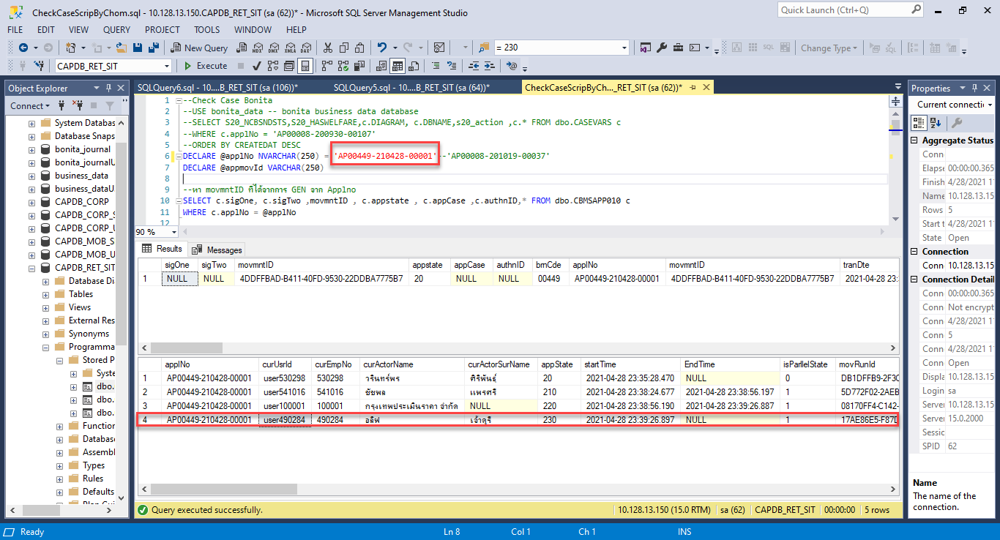 CheckCaseScripByChom.sql - 10.128.13.150.CAPDB_RET_SIT (sa (62))* - Microsoft SQL Server Management Studio
Quick Launch (Ctrl+Q)
FILE EDIT VIEW QUERY PROJECT TOOLS WINDOW HELP
New Query MDX DMX XMLA DAX = 230 SQL Change Type SQL
CAPDB_RET_SIT Execute
Object Explorer
Connect
System Databas
Database Snaps
bonita_journal
bonita_journalU
business_data
business_dataU
CAPDB_CORP
CAPDB_CORP_S
CAPDB_CORP_U
CAPDB_MOB_S
CAPDB_MOB_U
CAPDB_RET_SIT
Database Di
Tables
Views
External Res
Synonyms
Programma
Stored P
Syste
dbo.
dbo.
dbo.
Function
Databas
Assembl
Types
Rules
Defaults
Plan Gui
SQLQuery6.sql - 10....B_RET_SIT (sa (106))* SQLQuery5.sql - 10....B_RET_SIT (sa (64))* CheckCaseScripByCh..._RET_SIT (sa (62))*
1 --Check Case Bonita
2 --USE bonita_data -- bonita business data database
3 --SELECT S20_NCBSNDSTS,S20_HASWELFARE,c.DIAGRAM, c.DBNAME,s20_action ,c.* FROM dbo.CASEVARS c
4 --WHERE c.applNo = 'AP00008-200930-00107'
5 --ORDER BY CREATEDAT DESC
6 DECLARE @applNo NVARCHAR(250) = 'AP00449-210428-00001'--'AP00008-201019-00037'
7 DECLARE @appmovId VARCHAR(250)
8
9 --หา movmntID ที่ได้จากการ GEN จาก Applno
10 SELECT c.sigOne, c.sigTwo ,movmntID , c.appstate , c.appCase ,c.authnID,* FROM dbo.CBMSAPP010 c
11 WHERE c.applNo = @applNo
12
90 %
Results Messages
sigOne sigTwo movmntID appstate appCase authnID brnCde applNo movmntID tranDte
1 NULL NULL 4DDFFBAD-B411-40FD-9530-22DDBA7775B7 20 NULL NULL 00449 AP00449-210428-00001 4DDFFBAD-B411-40FD-9530-22DDBA7775B7 2021-04-28 23:
applNo curUsrId curEmpNo curActorName curActorSurName appState startTime EndTime isParllelState movRunId
1 AP00449-210428-00001 user530298 530298 วรินทร์พร ศิริพันธุ์ 20 2021-04-28 23:35:28.470 NULL 0 DB1DFFB9-2F3C
2 AP00449-210428-00001 user541016 541016 ชัชพล แพรศรี 210 2021-04-28 23:38:24.677 2021-04-28 23:38:56.197 1 5D772F02-2AEB
3 AP00449-210428-00001 user100001 100001 กรุงเทพประเมินราคา จำกัด NULL 220 2021-04-28 23:38:56.190 2021-04-28 23:39:26.887 1 08170FF4-C142-
4 AP00449-210428-00001 user490284 490284 230 2021-04-28 23:39:26.897 NULL 1 17AE86E5-F87D
Query executed successfully. 10.128.13.150 (15.0 RTM) sa (62) CAPDB_RET_SIT 00:00:00 5 rows
Properties
Current connectio
Aggregate Status
Conn
Elapse 00:00:00.365
Finish 4/28/2021 1
Name 10.128.13.15
Rows 5
Start t 4/28/2021 1
State Open
Connection
Conn 10.128.13.15
Connection Detail
Conn 00:00:00.365
Conn Not encrypt
Conn 4/28/2021 1
Conn 5
Conn 4/28/2021 1
Conn Open
Displa 10.128.13.15
Login sa
Server 10.128.13.15
Server 15.0.2000
Sessic
SPID 62
Name
The name of the
connection.
Ready Ln 8 Col 1 Ch 1 INS